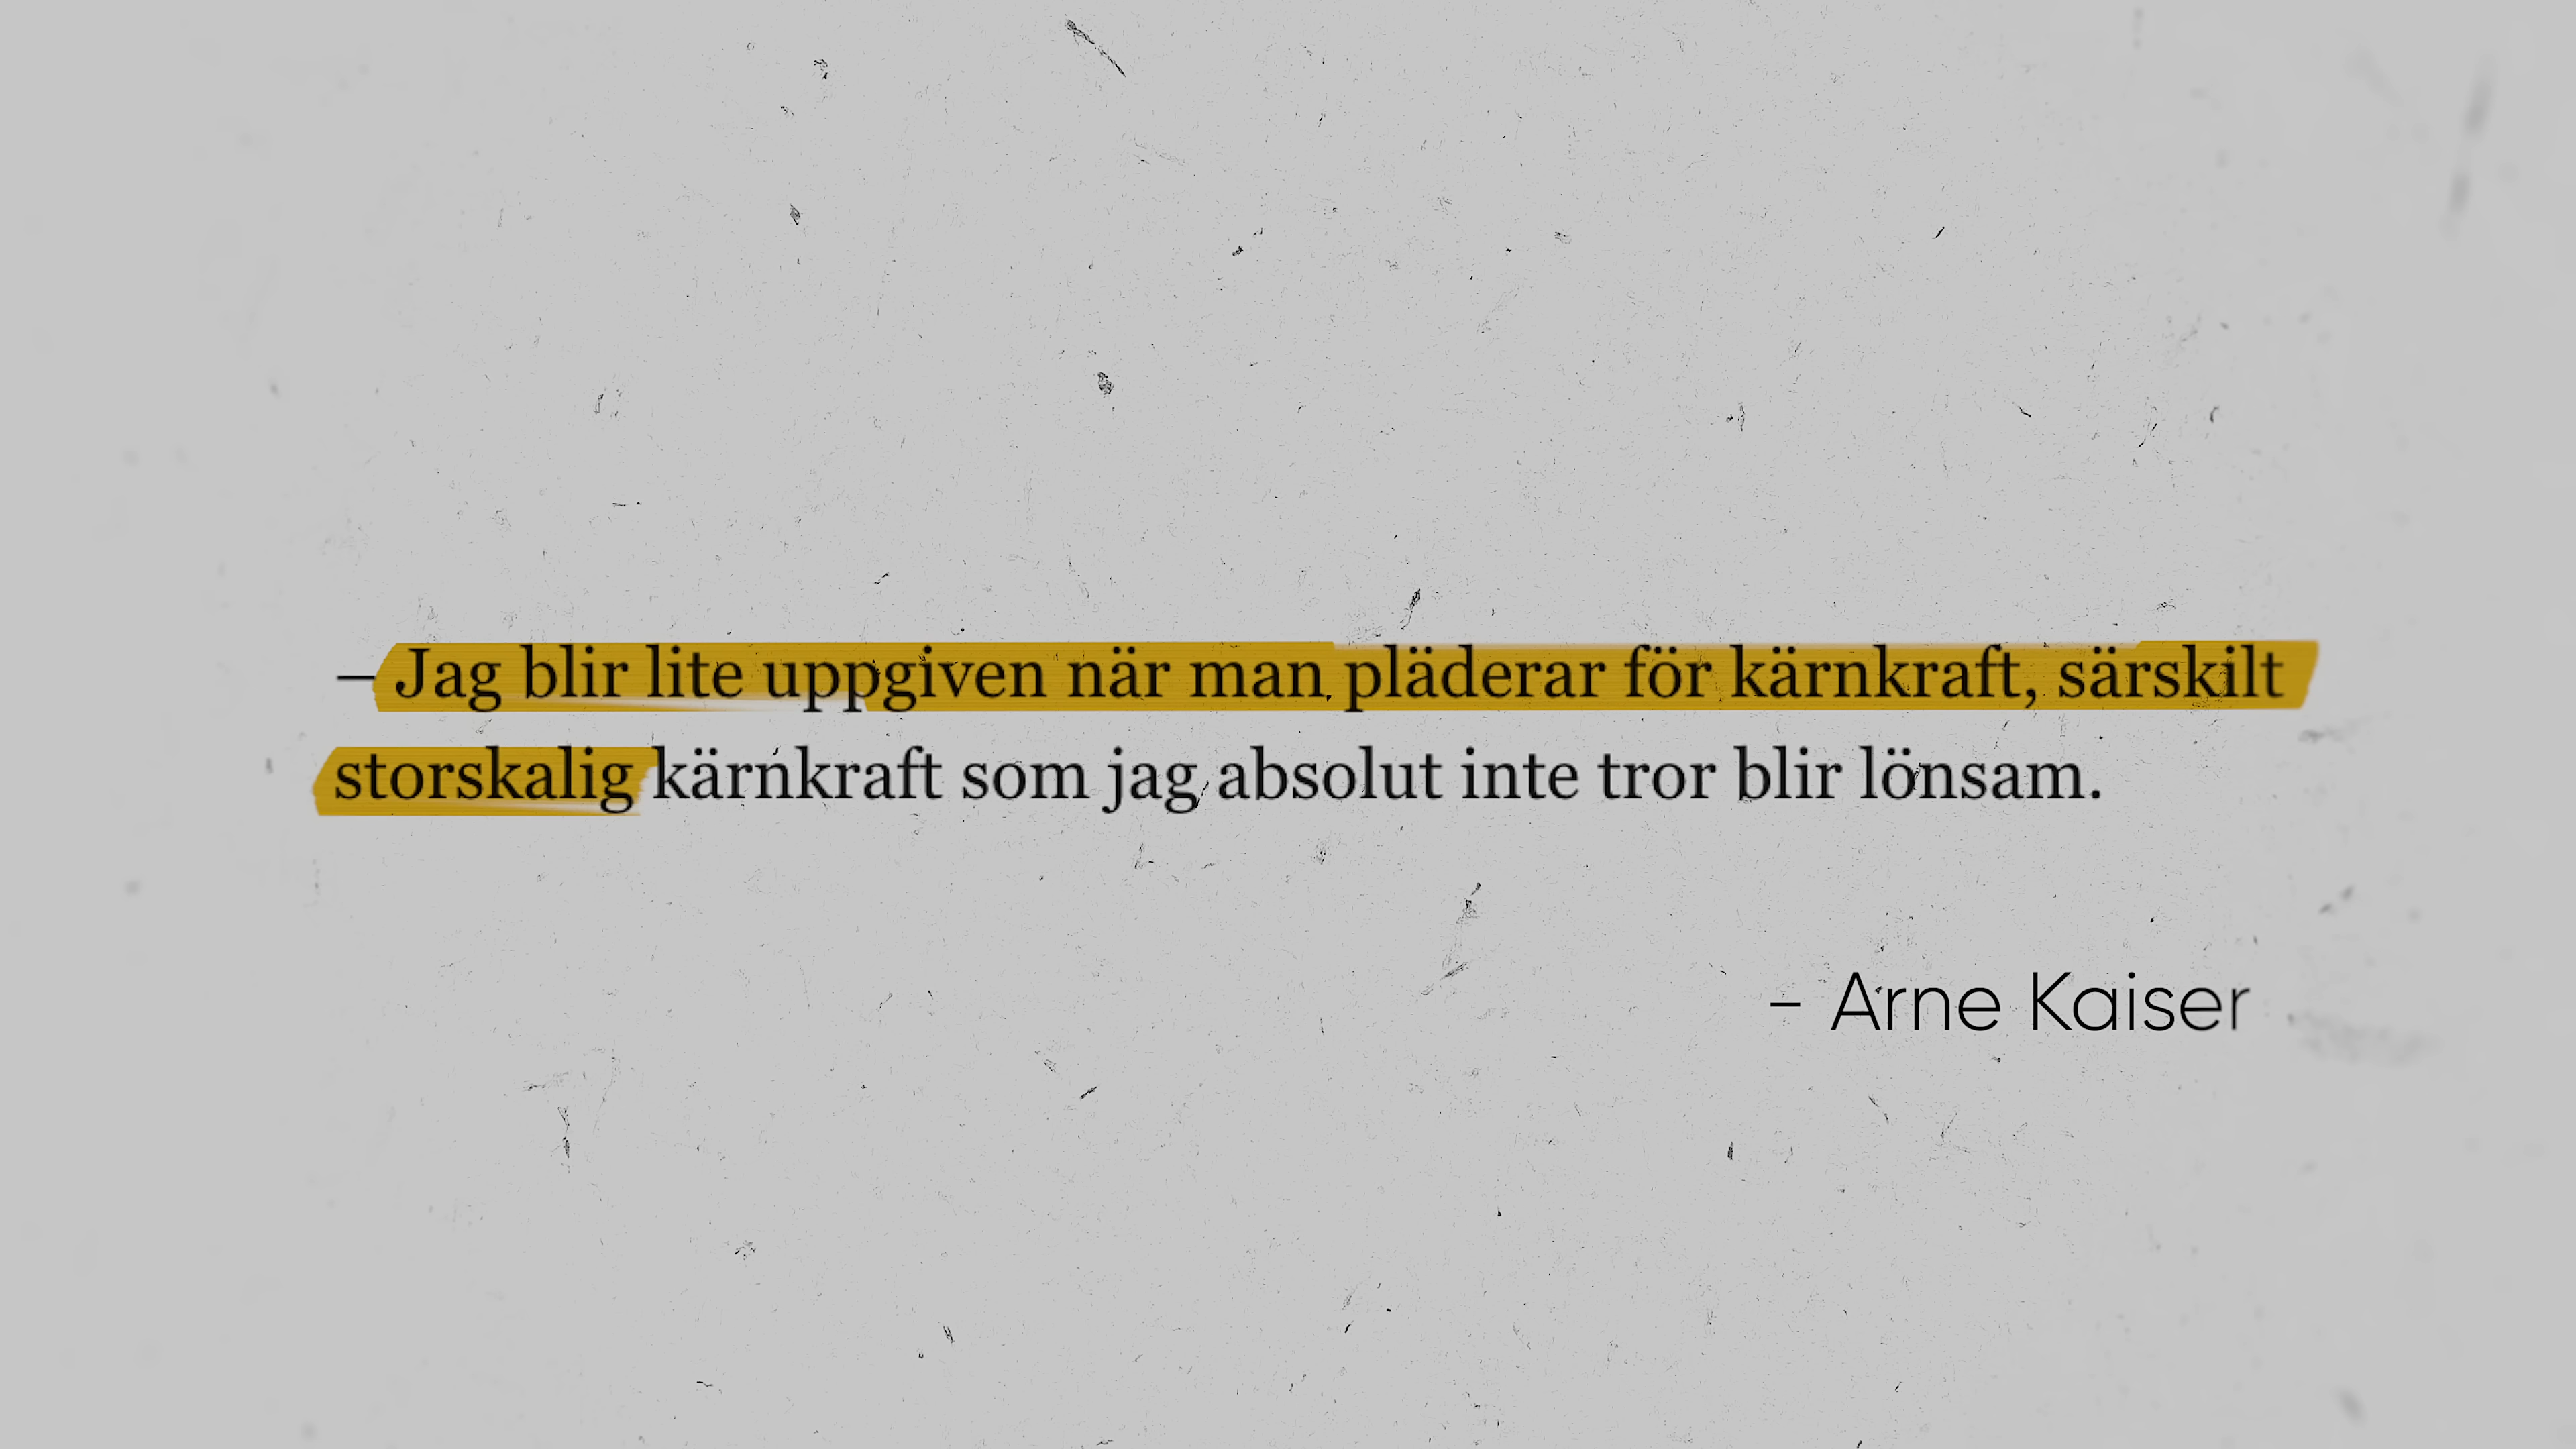 – Jag blir lite uppgiven när man pläderar för kärnkraft, särskilt
storskalig kärnkraft som jag absolut inte tror blir lönsam.
– Arne Kaiser